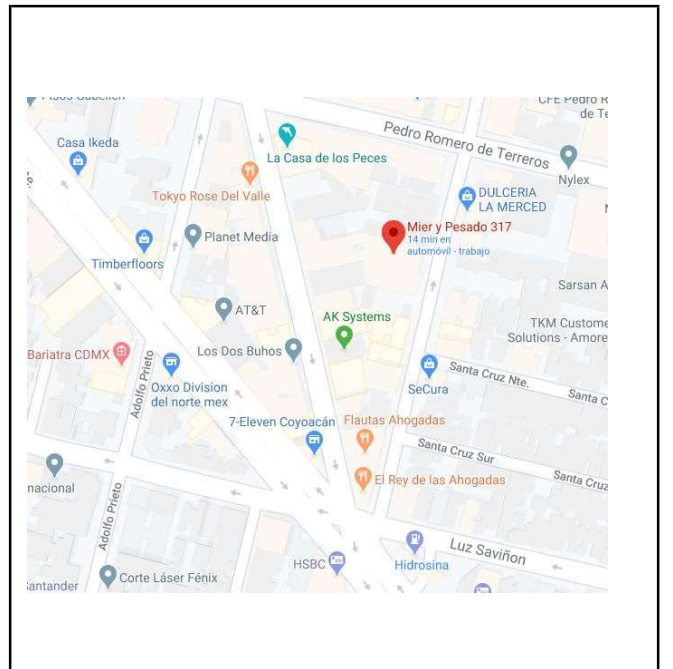 CFE Pedro R
de Te
Casa Ikeda
La Casa de los Peces
Pedro Romero de Terreros
Nylex
Tokyo Rose Del Valle
DULCERIA
LA MERCED
Planet Media
Mier y Pesado 317
14 min en
automóvil - trabajo
Timberfloors
Sarsan A
AT&T
AK Systems
TKM Custome
Solutions - Amore
Bariatra CDMX
Los Dos Buhos
Adolfo Prieto
Oxxo Division
del norte mex
SeCura
Santa Cruz Nte.
Santa C
7-Eleven Coyoacán
Flautas Ahogadas
Santa Cruz Sur
Santa Cruz
nacional
El Rey de las Ahogadas
Adolfo Prieto
Luz Saviñon
HSBC
Hidrosina
Corte Láser Fénix
antander